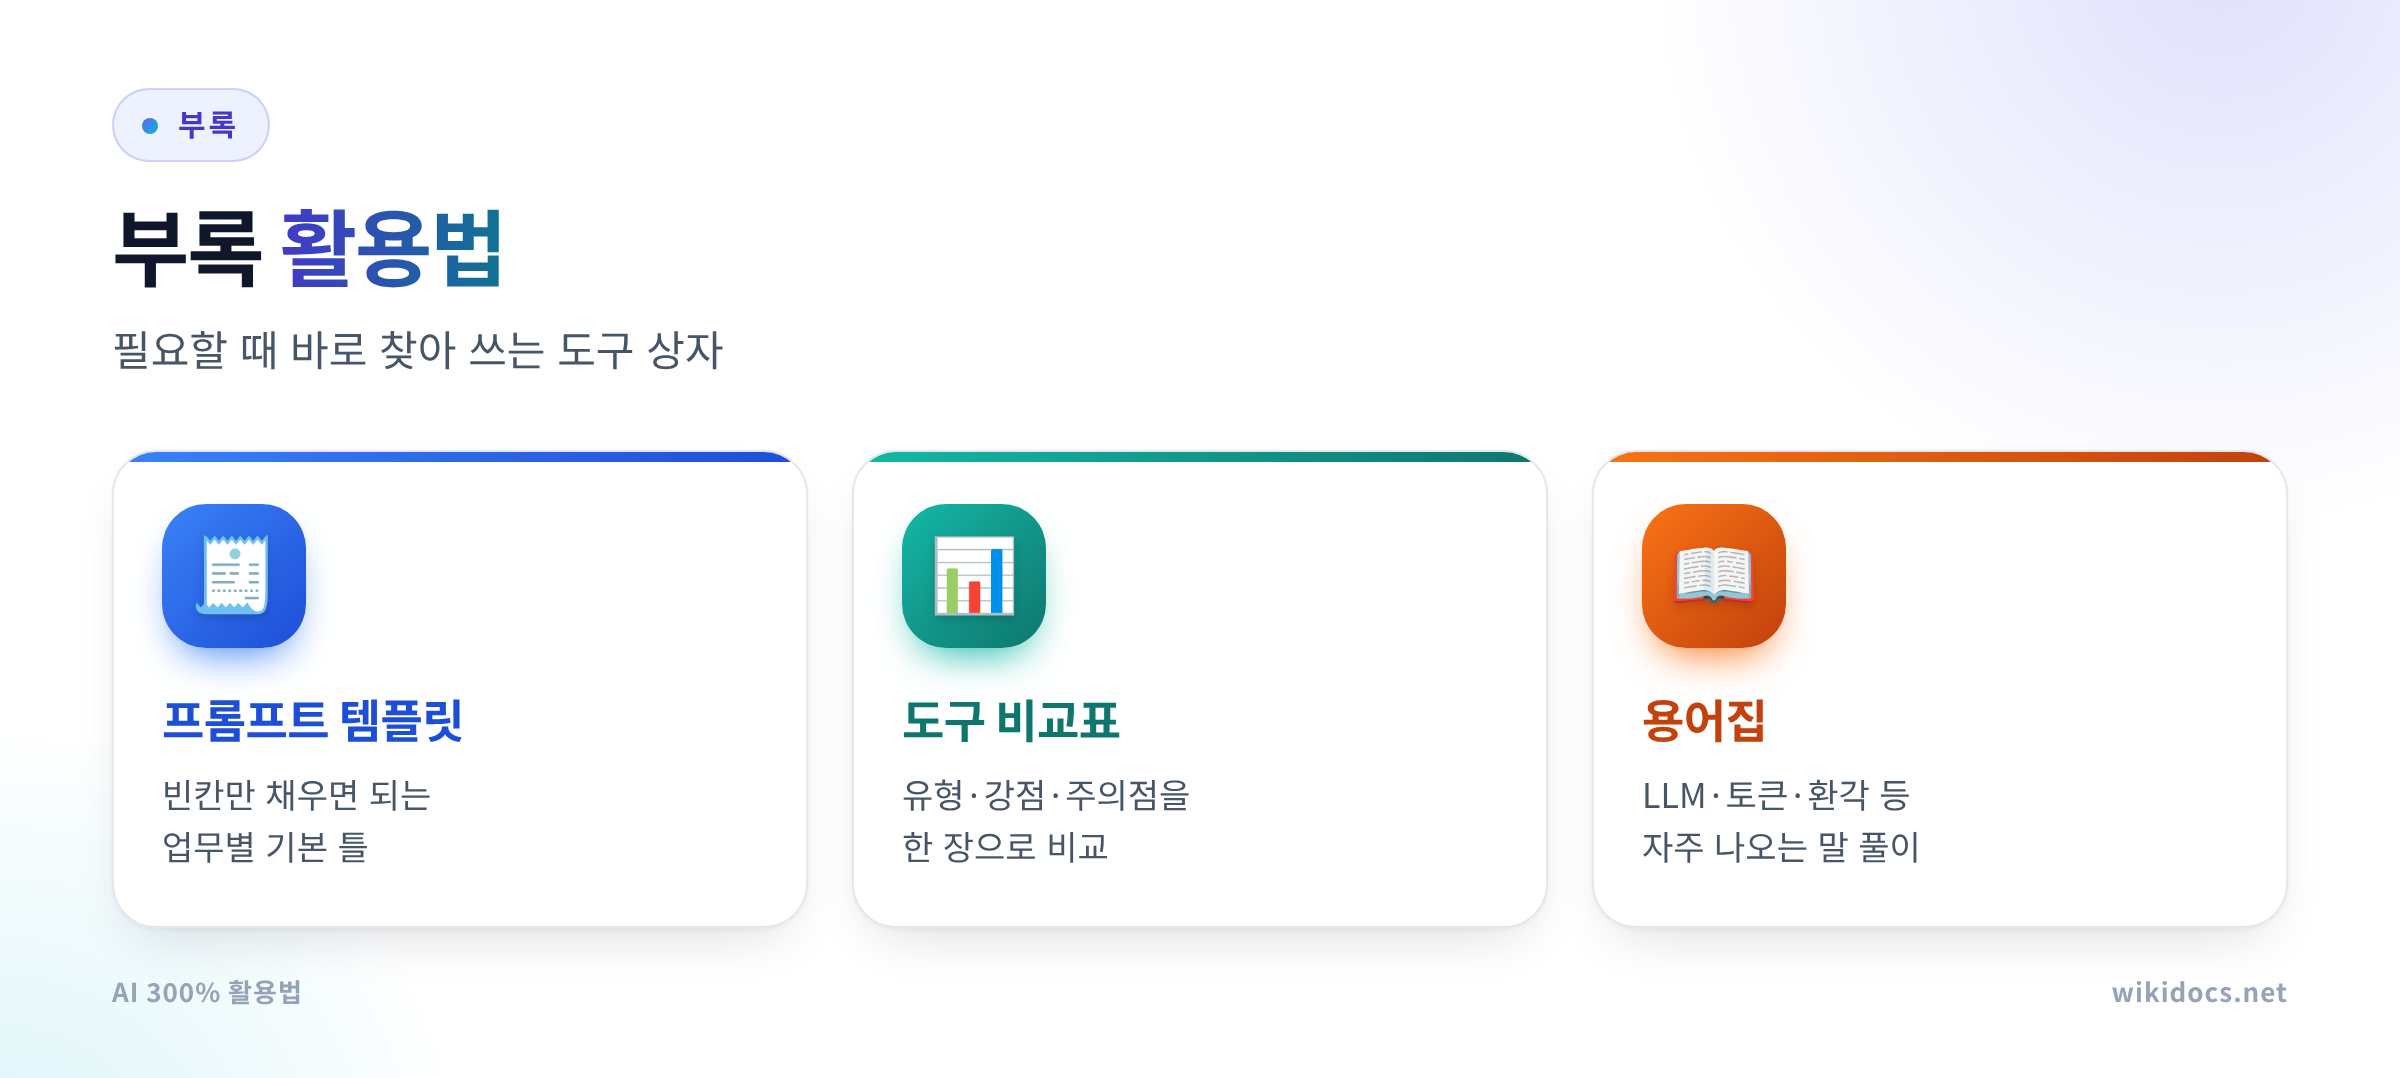 부록
부록 활용법
필요할 때 바로 찾아 쓰는 도구 상자
프롬프트 템플릿
빈칸만 채우면 되는
업무별 기본 틀
도구 비교표
유형·강점·주의점을
한 장으로 비교
용어집
LLM·토큰·환각 등
자주 나오는 말 풀이
AI 300% 활용법
wikidocs.net